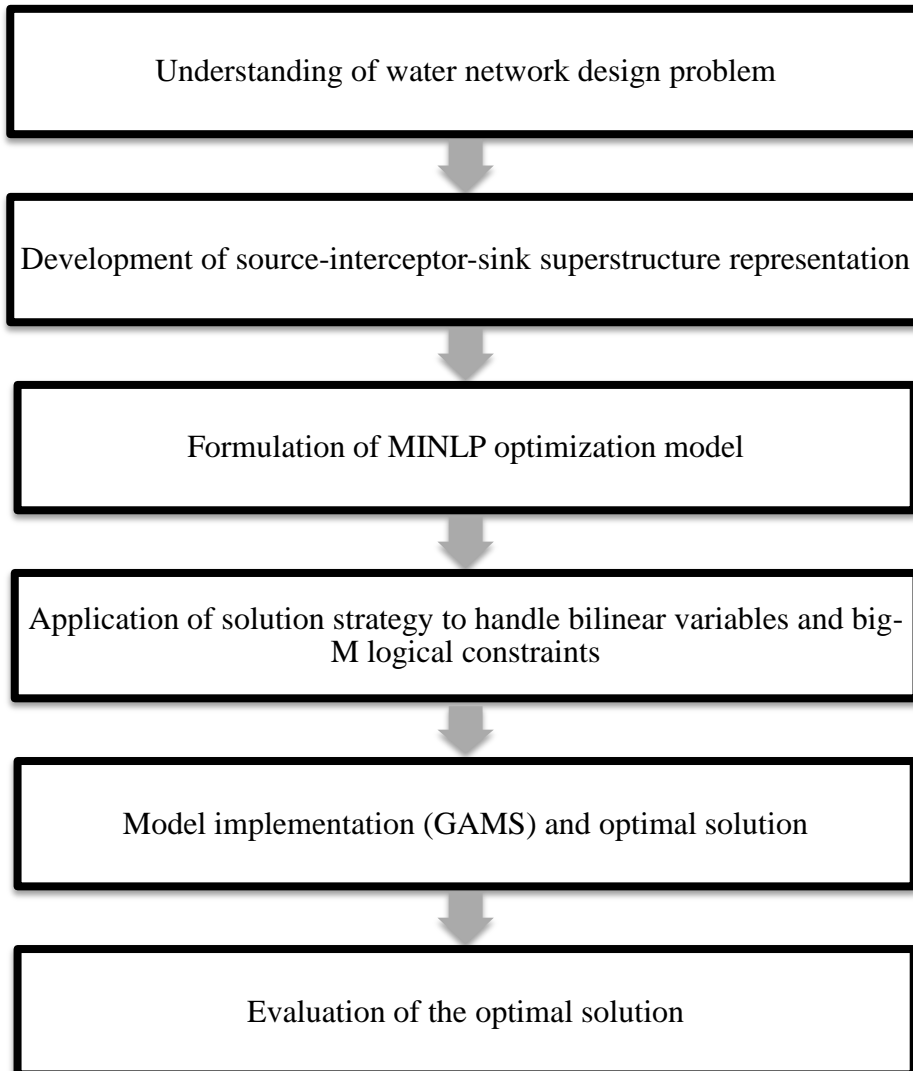 Understanding of water network design problem
Development of source-interceptor-sink superstructure representation
Formulation of MINLP optimization model
Application of solution strategy to handle bilinear variables and big-
M logical constraints
Model implementation (GAMS) and optimal solution
Evaluation of the optimal solution